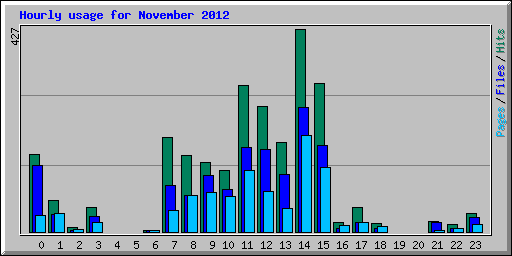 Hourly usage for November 2012
427
Pages/Files/Hits
0 1 2 3 4 5 6 7 8 9 10 11 12 13 14 15 16 17 18 19 20 21 22 23